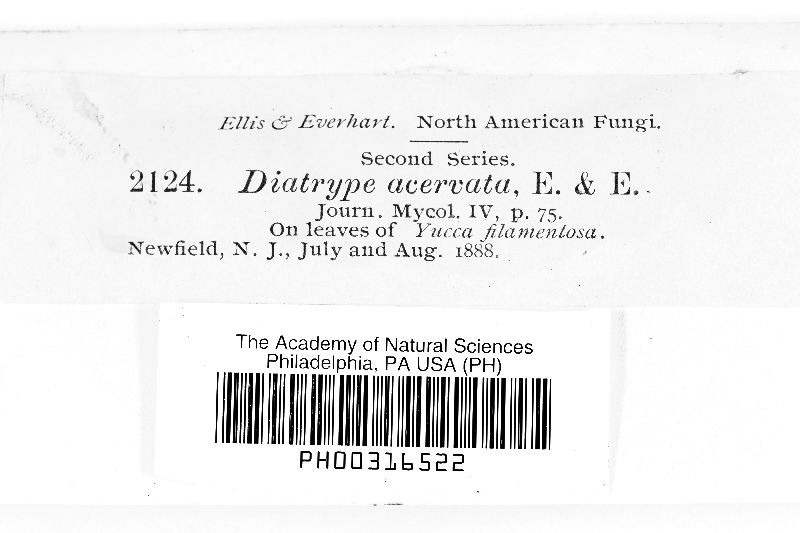 Ellis & Everhart. North American Fungi.
Second Series.
2124. Diatrype acervata, E. & E.
Journ. Mycol. IV, p. 75.
On leaves of Yucca filamentosa.
Newfield, N. J., July and Aug. 1888.
The Academy of Natural Sciences
Philadelphia, PA USA (PH)
PH00316522